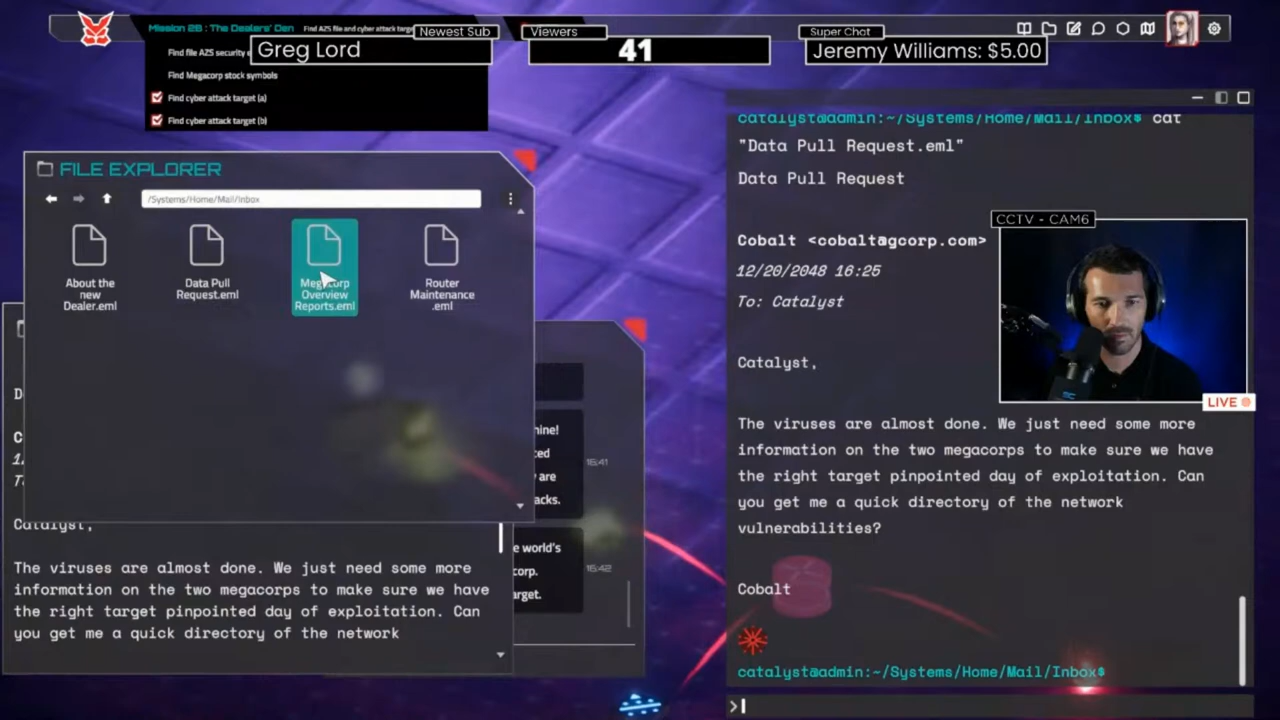 Mission 2B : The Dealers' Den
Find AZS file and cyber attack targe
Find file AZS security e
Find Megacorp stock symbols
Find cyber attack target (a)
Find cyber attack target (b)
Newest Sub
Greg Lord
Viewers
41
Super Chat
Jeremy Williams: $5.00
FILE EXPLORER
/Systems/Home/Mail/Inbox
About the
new
Dealer.eml
Data Pull
Request.eml
Megacorp
Overview
Reports.eml
Router
Maintenance
.eml
hine!
ted
y are
acks.
16:41
e world's
corp.
arget.
16:42
Catalyst,
The viruses are almost done. We just need some more
information on the two megacorps to make sure we have
the right target pinpointed day of exploitation. Can
you get me a quick directory of the network
catalyst@admin:~/Systems/Home/Mail/Inbox$ cat
"Data Pull Request.eml"
Data Pull Request
CCTV - CAM6
LIVE
Cobalt <cobalt@gcorp.com>
12/20/2048 16:25
To: Catalyst
Catalyst,
The viruses are almost done. We just need some more
information on the two megacorps to make sure we have
the right target pinpointed day of exploitation. Can
you get me a quick directory of the network
vulnerabilities?
Cobalt
catalyst@admin:~/Systems/Home/Mail/Inbox$
>